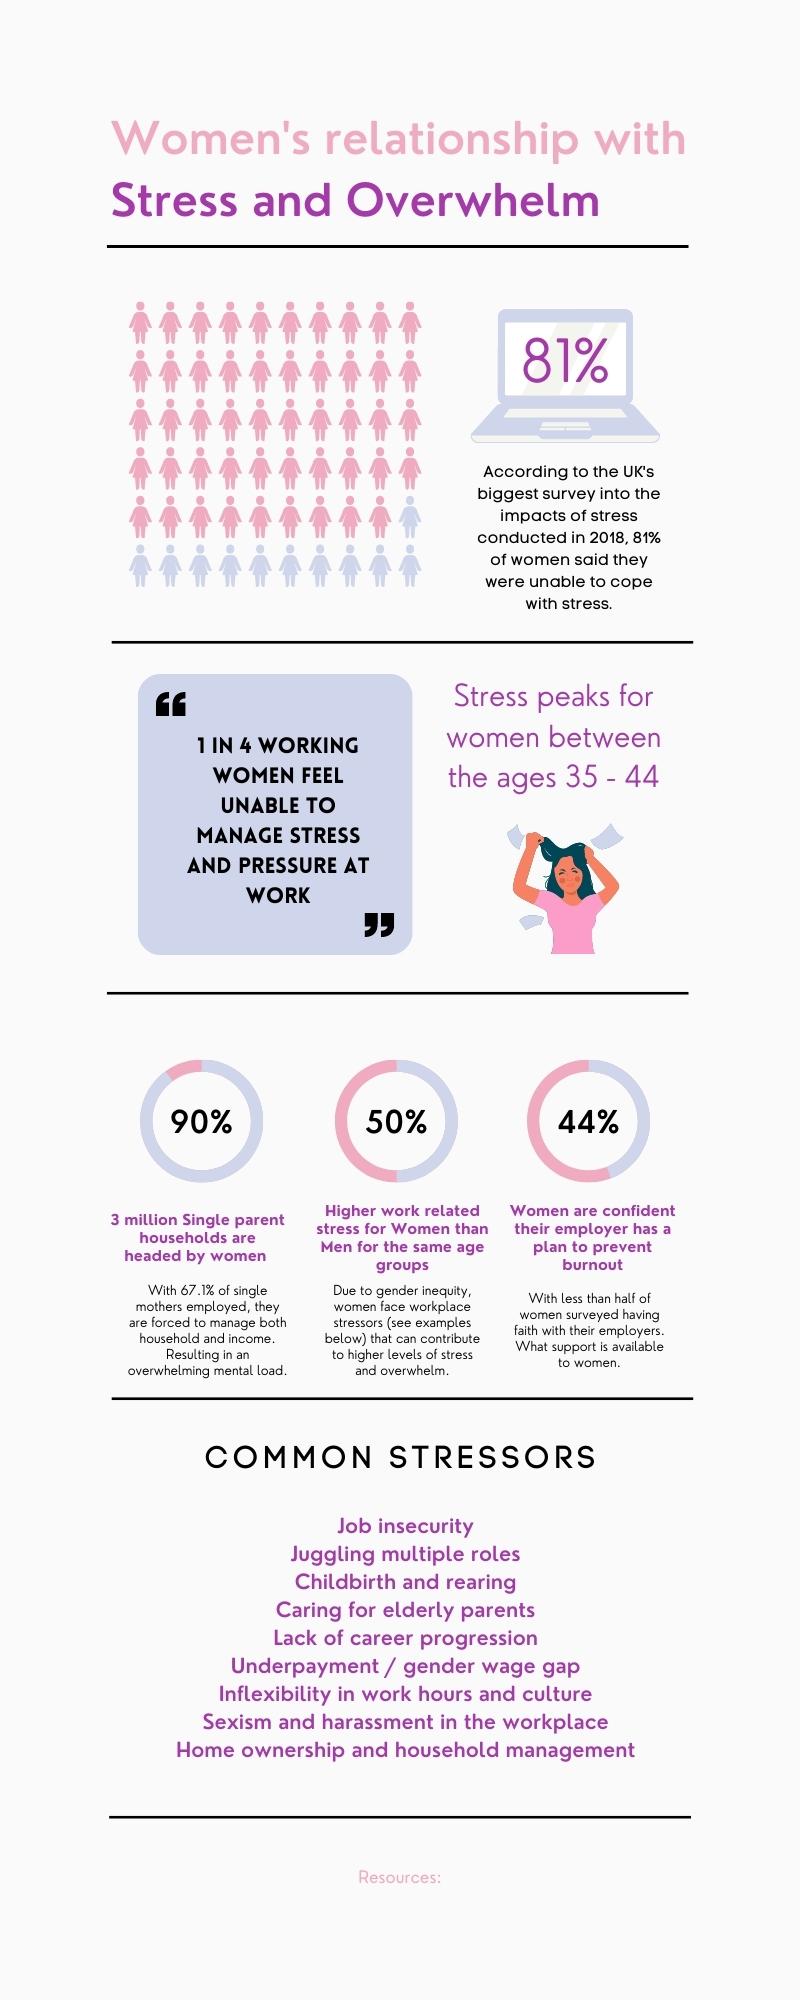 Women's relationship with
Stress and Overwhelm
81%
According to the UK's
biggest survey into the
impacts of stress
conducted in 2018, 81%
of women said they
were unable to cope
with stress.
❝
1 IN 4 WORKING
WOMEN FEEL
UNABLE TO
MANAGE STRESS
AND PRESSURE AT
WORK
❞
Stress peaks for
women between
the ages 35 - 44
90%
3 million Single parent
households are
headed by women
With 67.1% of single
mothers employed, they
are forced to manage both
household and income.
Resulting in an
overwhelming mental load.
50%
Higher work related
stress for Women than
Men for the same age
groups
Due to gender inequity,
women face workplace
stressors (see examples
below) that can contribute
to higher levels of stress
and overwhelm.
44%
Women are confident
their employer has a
plan to prevent
burnout
With less than half of
women surveyed having
faith with their employers.
What support is available
to women.
COMMON STRESSORS
Job insecurity
Juggling multiple roles
Childbirth and rearing
Caring for elderly parents
Lack of career progression
Underpayment / gender wage gap
Inflexibility in work hours and culture
Sexism and harassment in the workplace
Home ownership and household management
Resources: